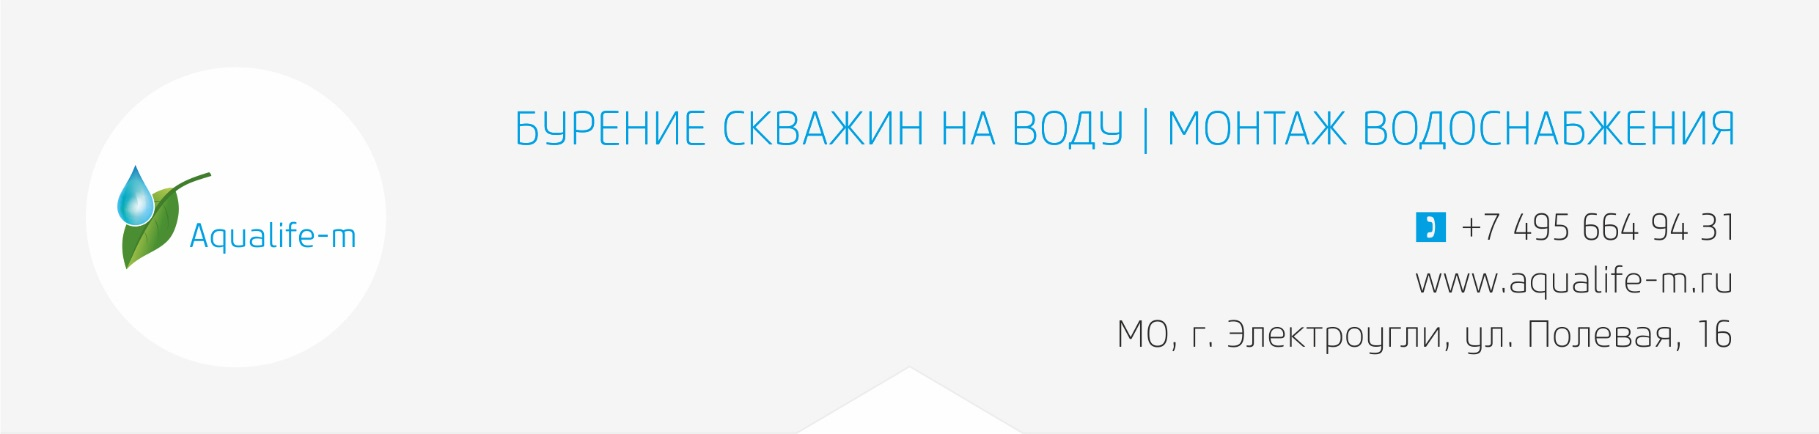 БУРЕНИЕ СКВАЖИН НА ВОДУ | МОНТАЖ ВОДОСНАБЖЕНИЯ
Aqualife-m
+7 495 664 94 31
www.aqualife-m.ru
МО, г. Электроугли, ул. Полевая, 16